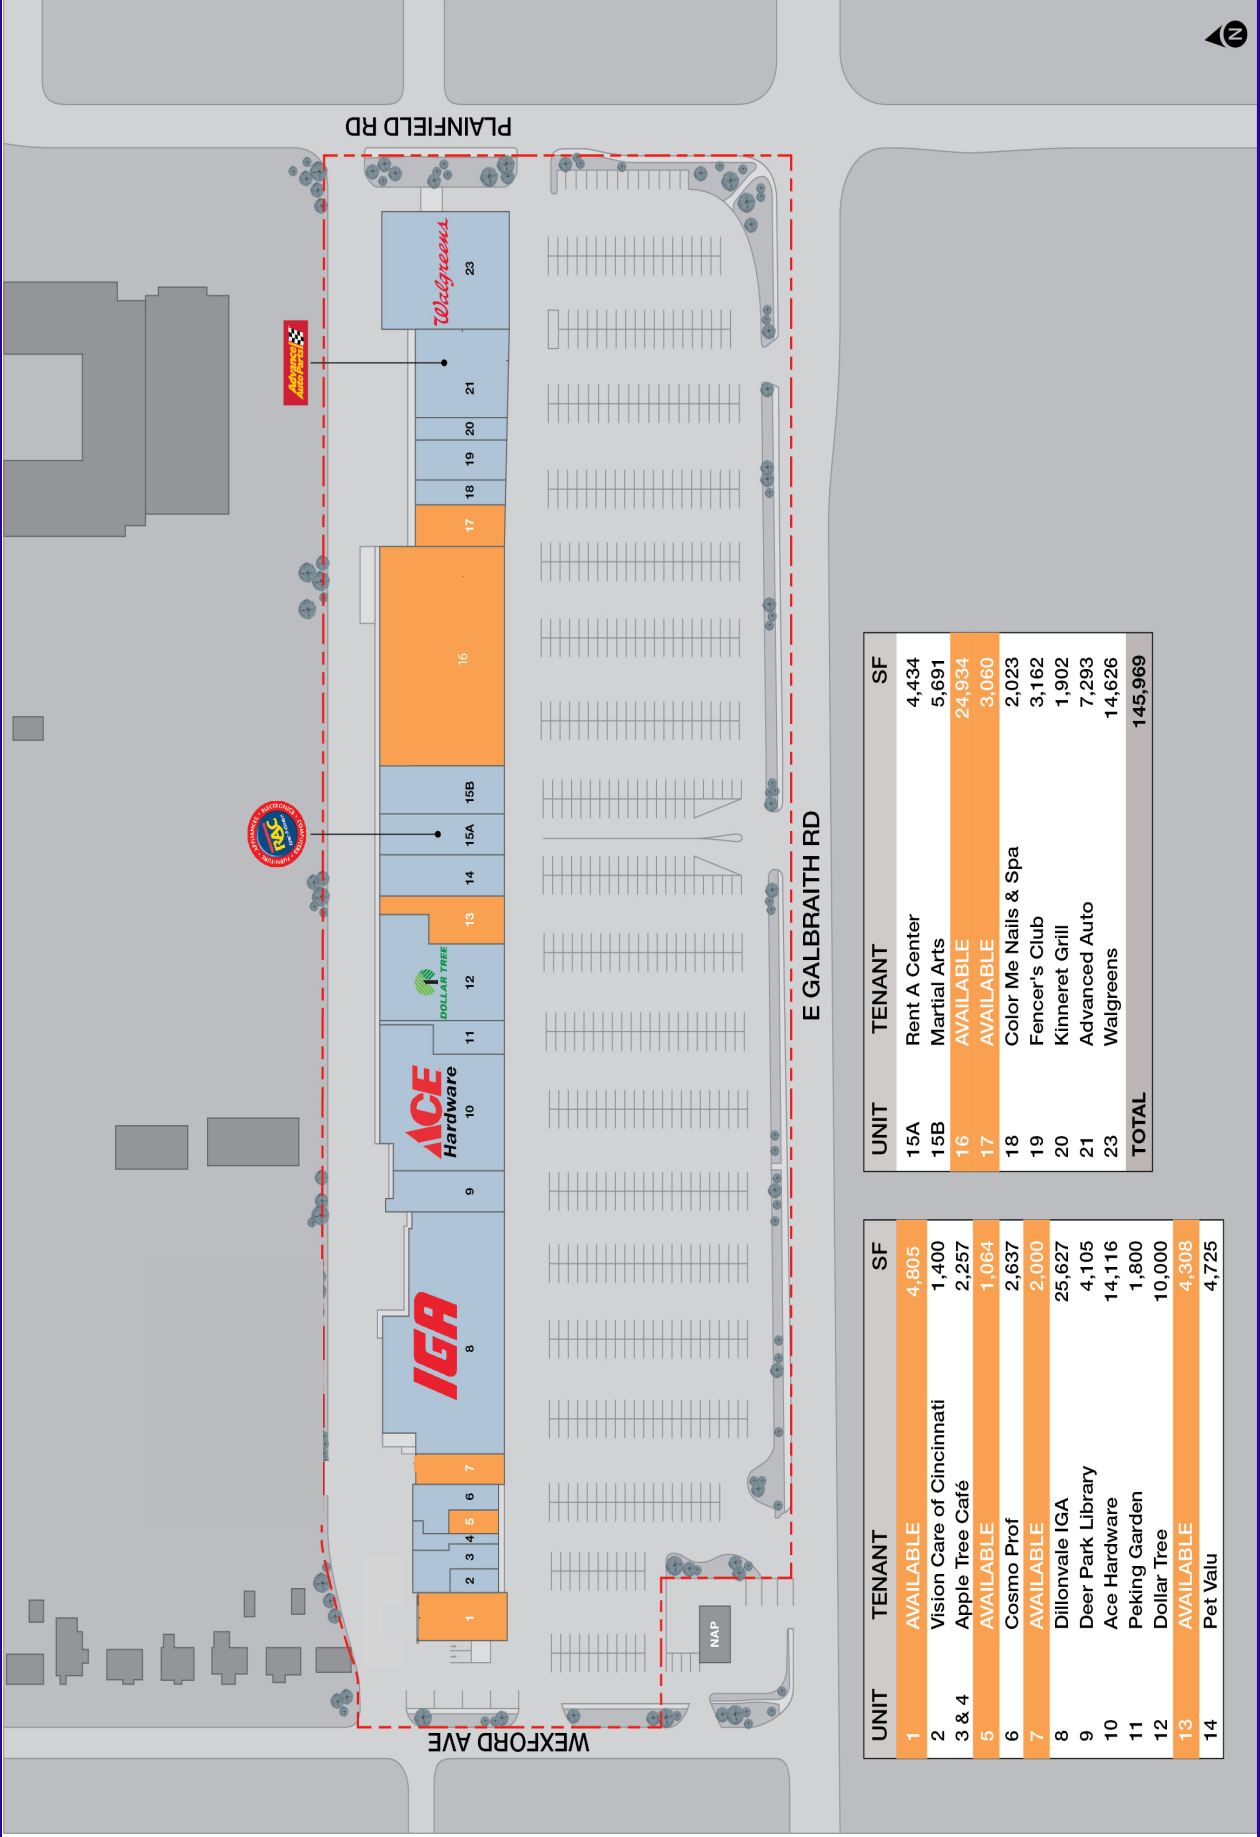 N
PLAINFIELD RD
WEXFORD AVE
E GALBRAITH RD
NAP
1
2
3
4
5
6
7
IGA
8
9
ACE
Hardware
10
11
DOLLAR TREE
12
13
14
RAC
15A
15B
16
17
18
19
20
Advance
Auto Parts
21
Walgreens
23
UNIT TENANT SF
1 AVAILABLE 4,805
2 Vision Care of Cincinnati 1,400
3 & 4 Apple Tree Café 2,257
5 AVAILABLE 1,064
6 Cosmo Prof 2,637
7 AVAILABLE 2,000
8 Dillonvale IGA 25,627
9 Deer Park Library 4,105
10 Ace Hardware 14,116
11 Peking Garden 1,800
12 Dollar Tree 10,000
13 AVAILABLE 4,308
14 Pet Valu 4,725
UNIT TENANT SF
15A Rent A Center 4,434
15B Martial Arts 5,691
16 AVAILABLE 24,934
17 AVAILABLE 3,060
18 Color Me Nails & Spa 2,023
19 Fencer's Club 3,162
20 Kinneret Grill 1,902
21 Advanced Auto 7,293
23 Walgreens 14,626
TOTAL 145,969